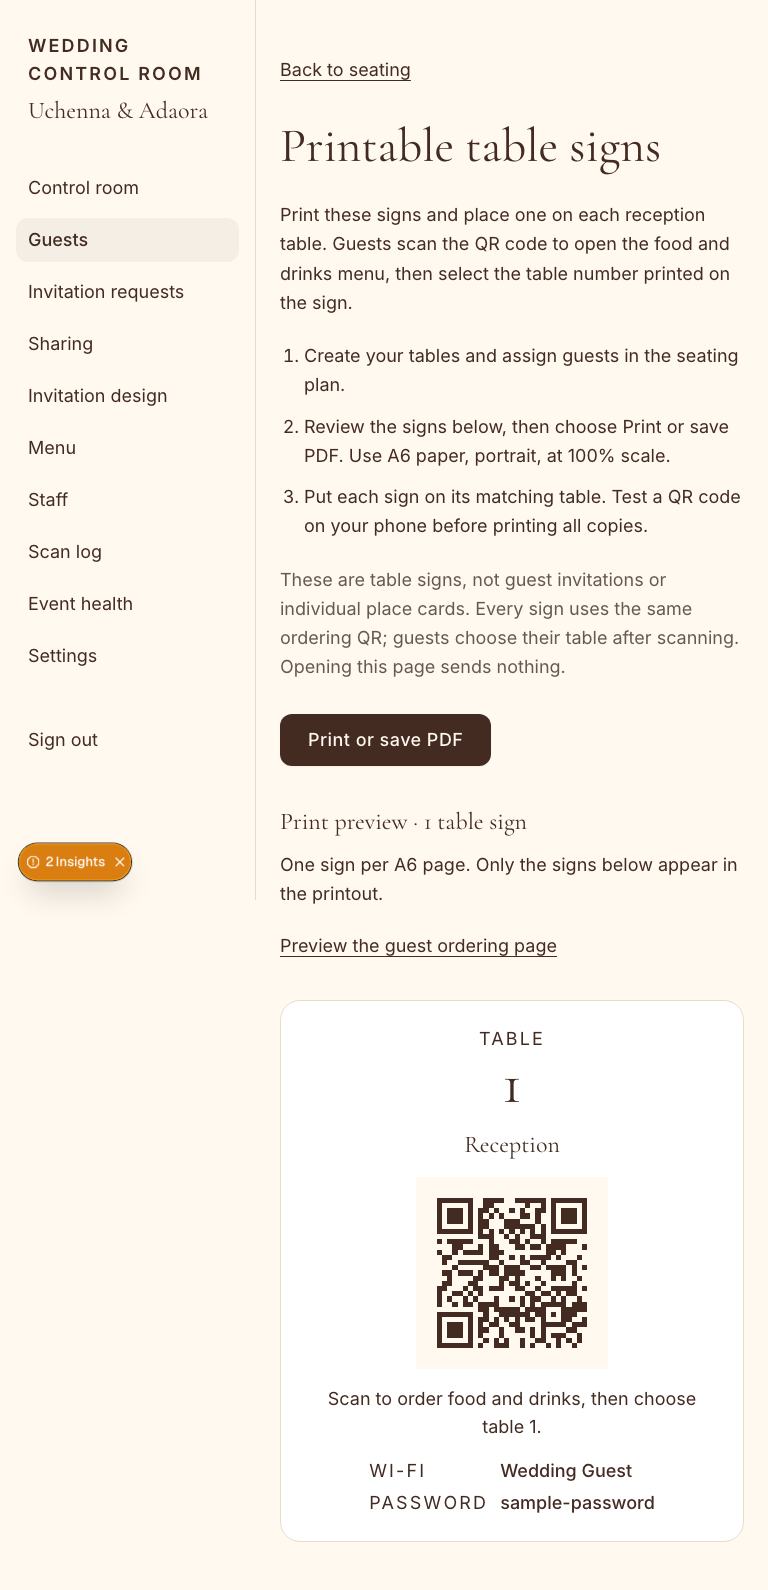 WEDDING
CONTROL ROOM
Uchenna & Adaora
Control room
Guests
Invitation requests
Sharing
Invitation design
Menu
Staff
Scan log
Event health
Settings
Sign out
2 Insights
Back to seating
Printable table signs
Print these signs and place one on each reception
table. Guests scan the QR code to open the food and
drinks menu, then select the table number printed on
the sign.
1. Create your tables and assign guests in the seating
plan.
2. Review the signs below, then choose Print or save
PDF. Use A6 paper, portrait, at 100% scale.
3. Put each sign on its matching table. Test a QR code
on your phone before printing all copies.
These are table signs, not guest invitations or
individual place cards. Every sign uses the same
ordering QR; guests choose their table after scanning.
Opening this page sends nothing.
Print or save PDF
Print preview · 1 table sign
One sign per A6 page. Only the signs below appear in
the printout.
Preview the guest ordering page
TABLE
1
Reception
Scan to order food and drinks, then choose
table 1.
WI-FI Wedding Guest
PASSWORD sample-password